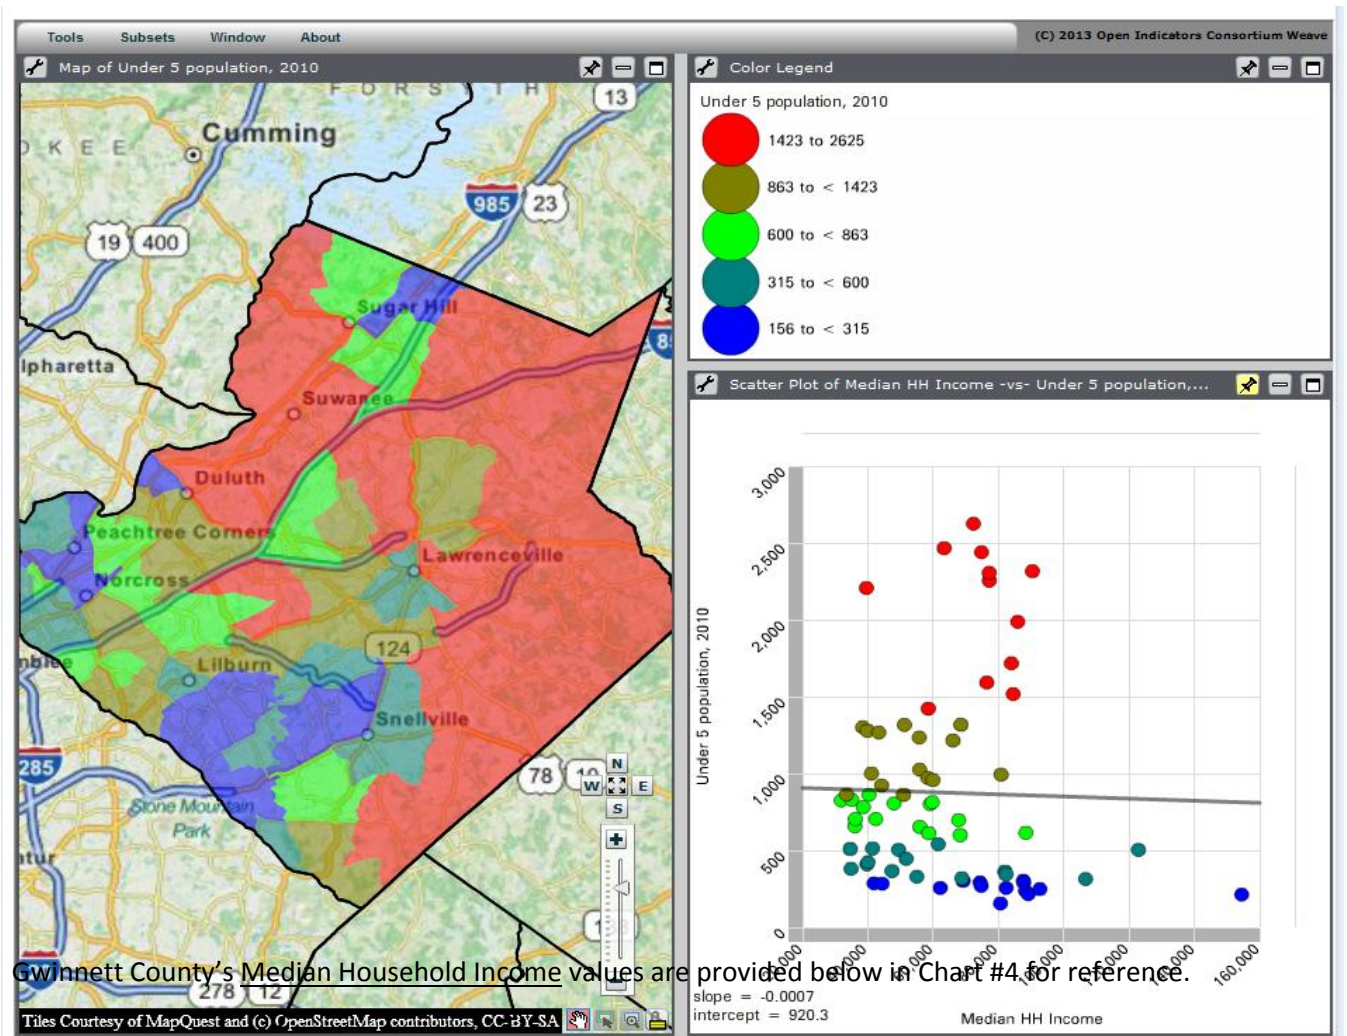 Tools Subsets Window About (C) 2013 Open Indicators Consortium Weave
Map of Under 5 population, 2010
FORSYTH
13
Cumming
OKEE
985
23
19
400
Sugar Hill
85
lpharetta
Suwanee
Duluth
Peachtree Corners
Lawrenceville
Norcross
124
Lilburn
Snellville
285
78
10
Stone Mountain
Park
N
W E
S
278
12
Tiles Courtesy of MapQuest and (c) OpenStreetMap contributors, CC-BY-SA
Color Legend
Under 5 population, 2010
1423 to 2625
863 to < 1423
600 to < 863
315 to < 600
156 to < 315
Scatter Plot of Median HH Income -vs- Under 5 population,...
3,000
2,500
2,000
1,500
1,000
500
0
Under 5 population, 2010
160,000
Gwinnett County's Median Household Income values are provided below in Chart #4 for reference.
slope = -0.0007
intercept = 920.3
Median HH Income